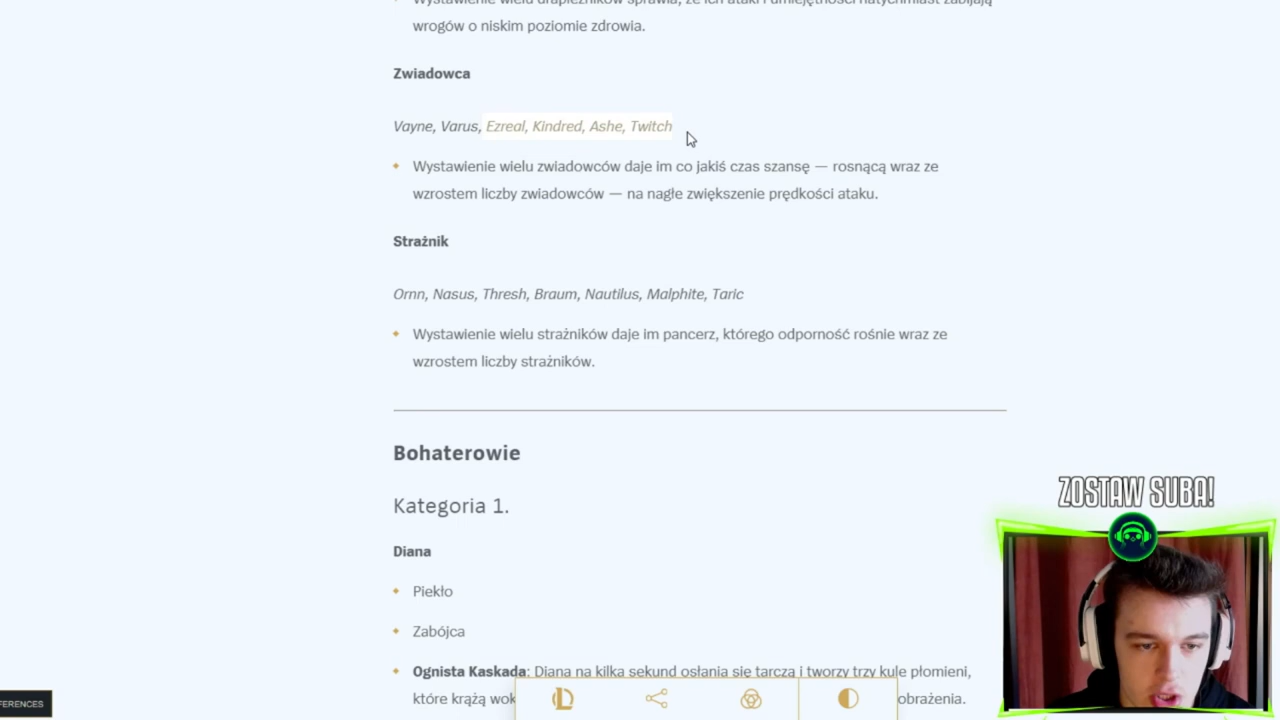 wrogów o niskim poziomie zdrowia.
Zwiadowca
Vayne, Varus, Ezreal, Kindred, Ashe, Twitch
Wystawienie wielu zwiadowców daje im co jakiś czas szansę — rosnącą wraz ze
wzrostem liczby zwiadowców — na nagłe zwiększenie prędkości ataku.
Strażnik
Ornn, Nasus, Thresh, Braum, Nautilus, Malphite, Taric
Wystawienie wielu strażników daje im pancerz, którego odporność rośnie wraz ze
wzrostem liczby strażników.
Bohaterowie
Kategoria 1.
Diana
Piekło
Zabójca
Ognista Kaskada: Diana na kilka sekund osłania się tarczą i tworzy trzy kule płomieni,
które krążą obrażenia.
FERENCES
ZOSTAW SUBA!